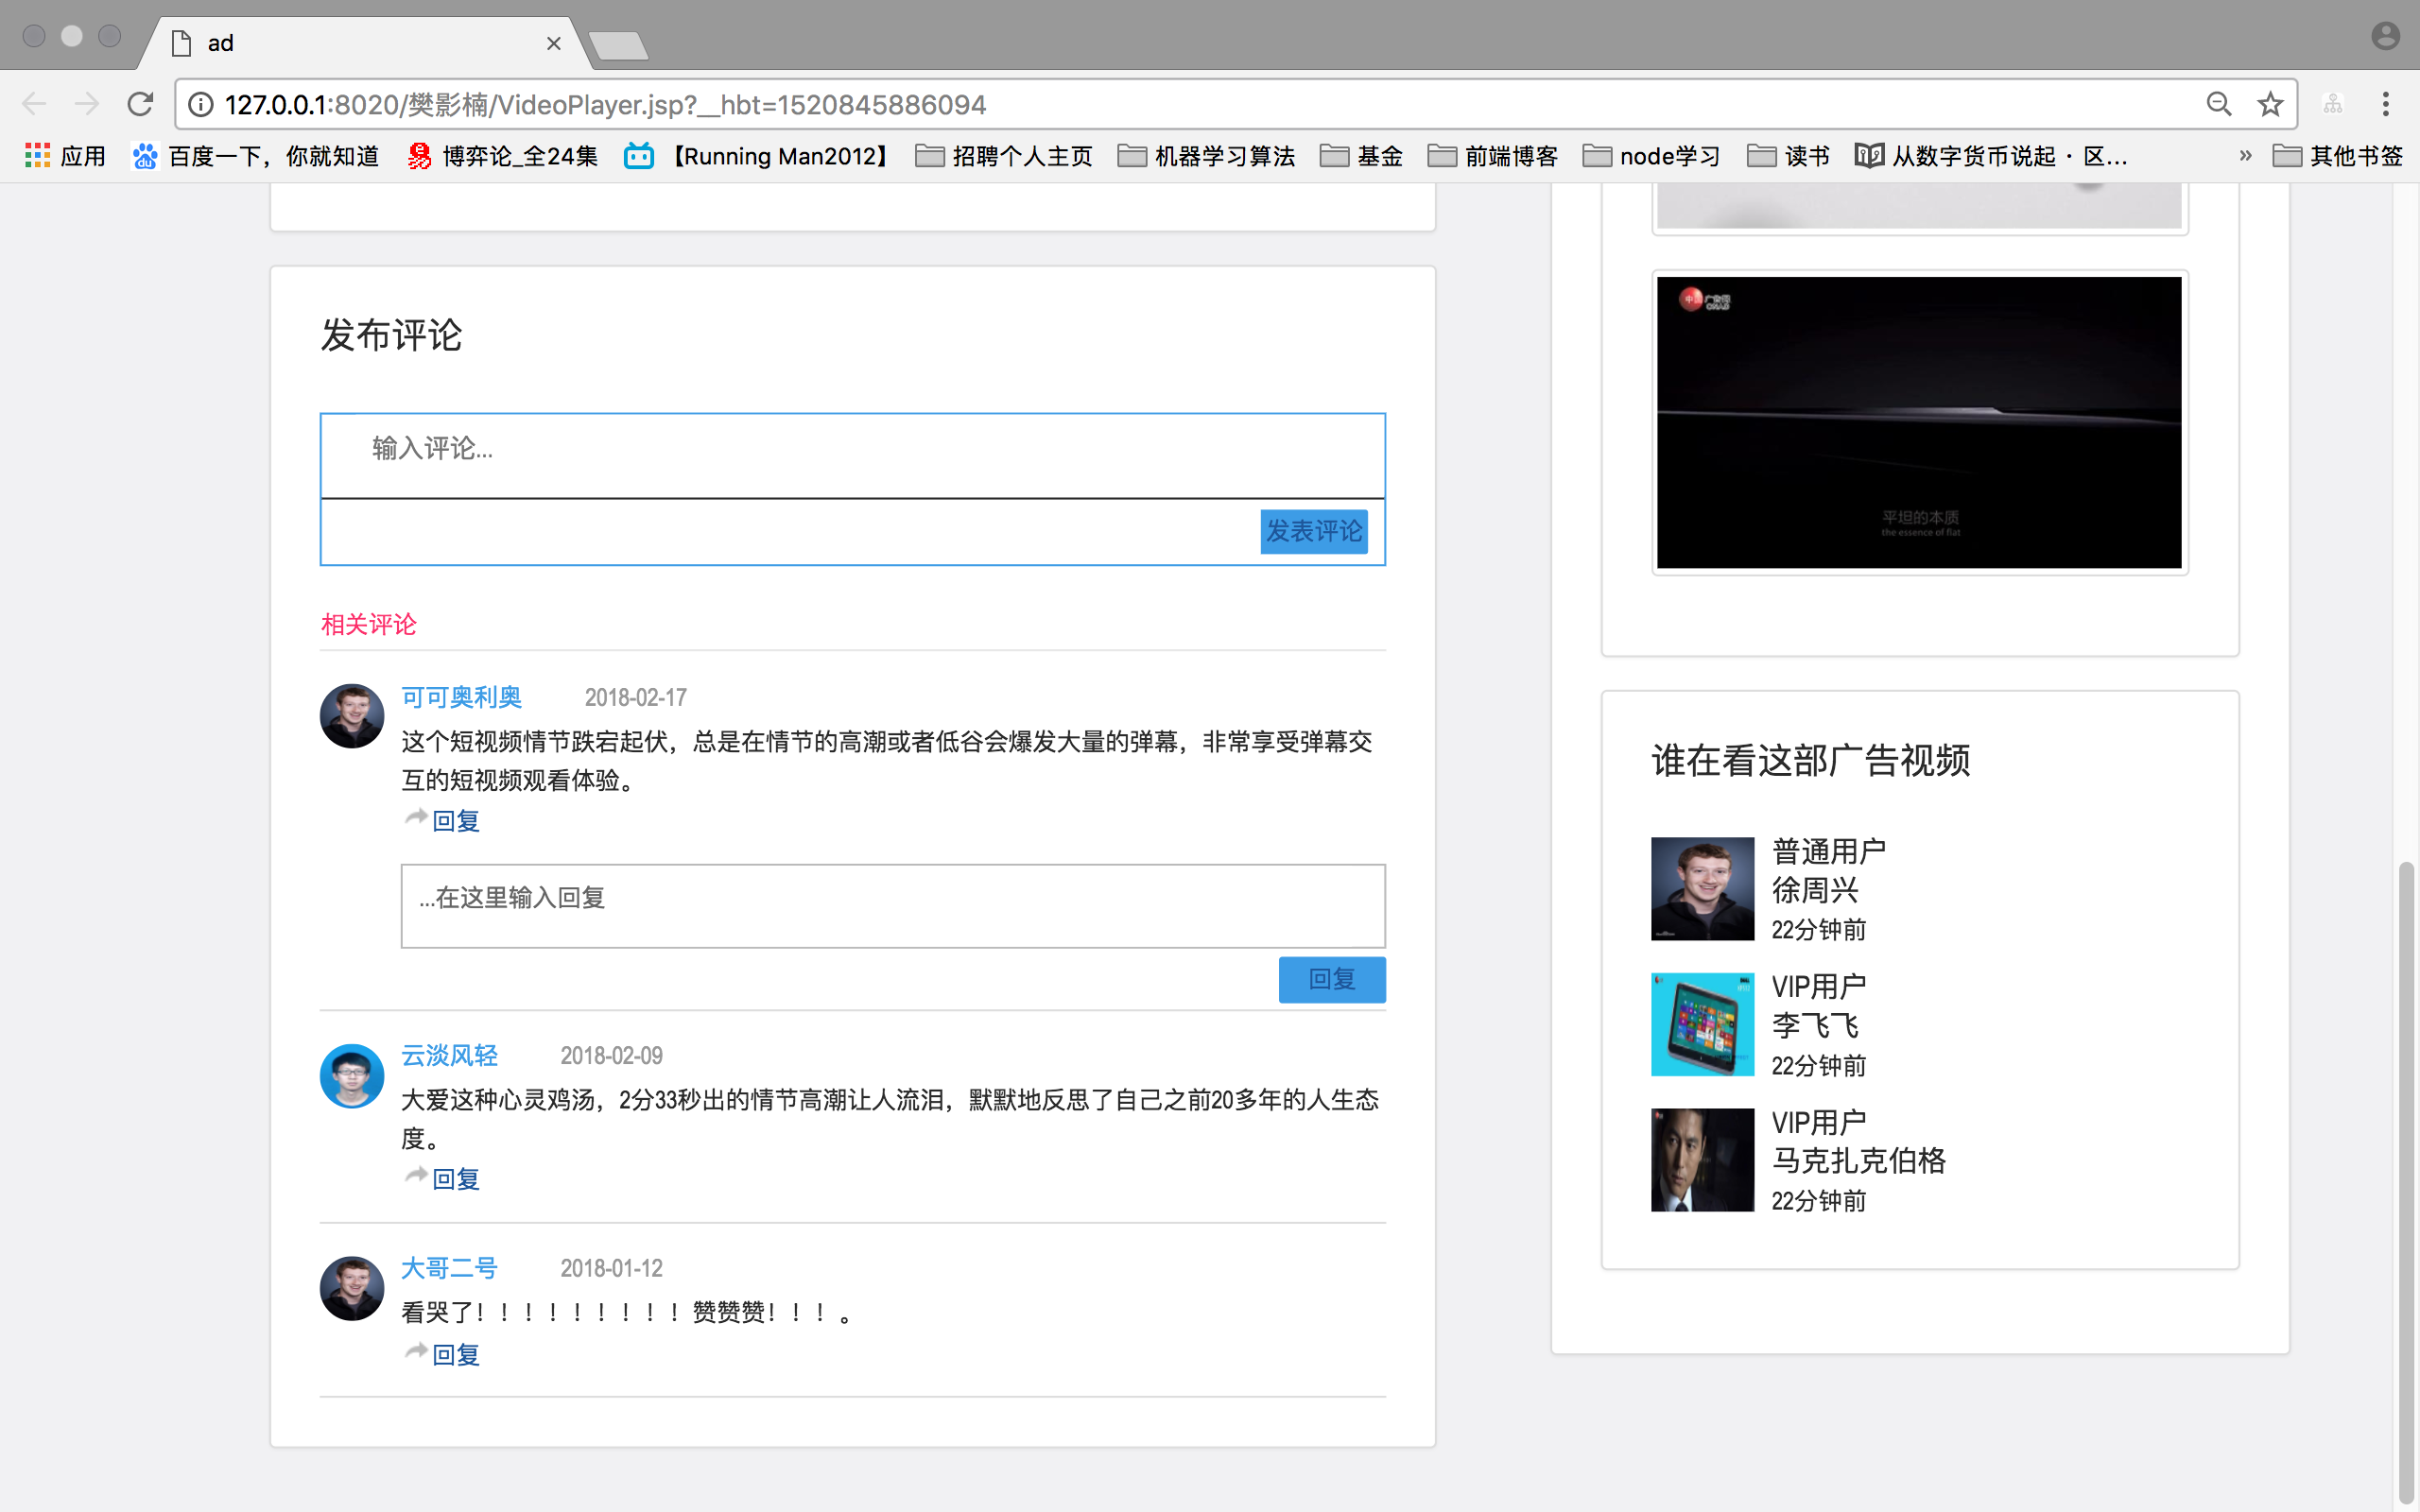 ad
127.0.0.1:8020/樊影楠/VideoPlayer.jsp?__hbt=1520845886094
应用 百度一下，你就知道 博弈论_全24集 【Running Man2012】 招聘个人主页 机器学习算法 基金 前端博客 node学习 读书 从数字货币说起 · 区... » 其他书签
发布评论
输入评论...
发表评论
相关评论
可可奥利奥 2018-02-17
这个短视频情节跌宕起伏，总是在情节的高潮或者低谷会爆发大量的弹幕，非常享受弹幕交
互的短视频观看体验。
回复
...在这里输入回复
回复
云淡风轻 2018-02-09
大爱这种心灵鸡汤，2分33秒出的情节高潮让人流泪，默默地反思了自己之前20多年的人生态
度。
回复
大哥二号 2018-01-12
看哭了！！！！！！！！！赞赞赞！！！。
回复
平坦的本质
the essence of flat
谁在看这部广告视频
普通用户
徐周兴
22分钟前
VIP用户
李飞飞
22分钟前
VIP用户
马克扎克伯格
22分钟前